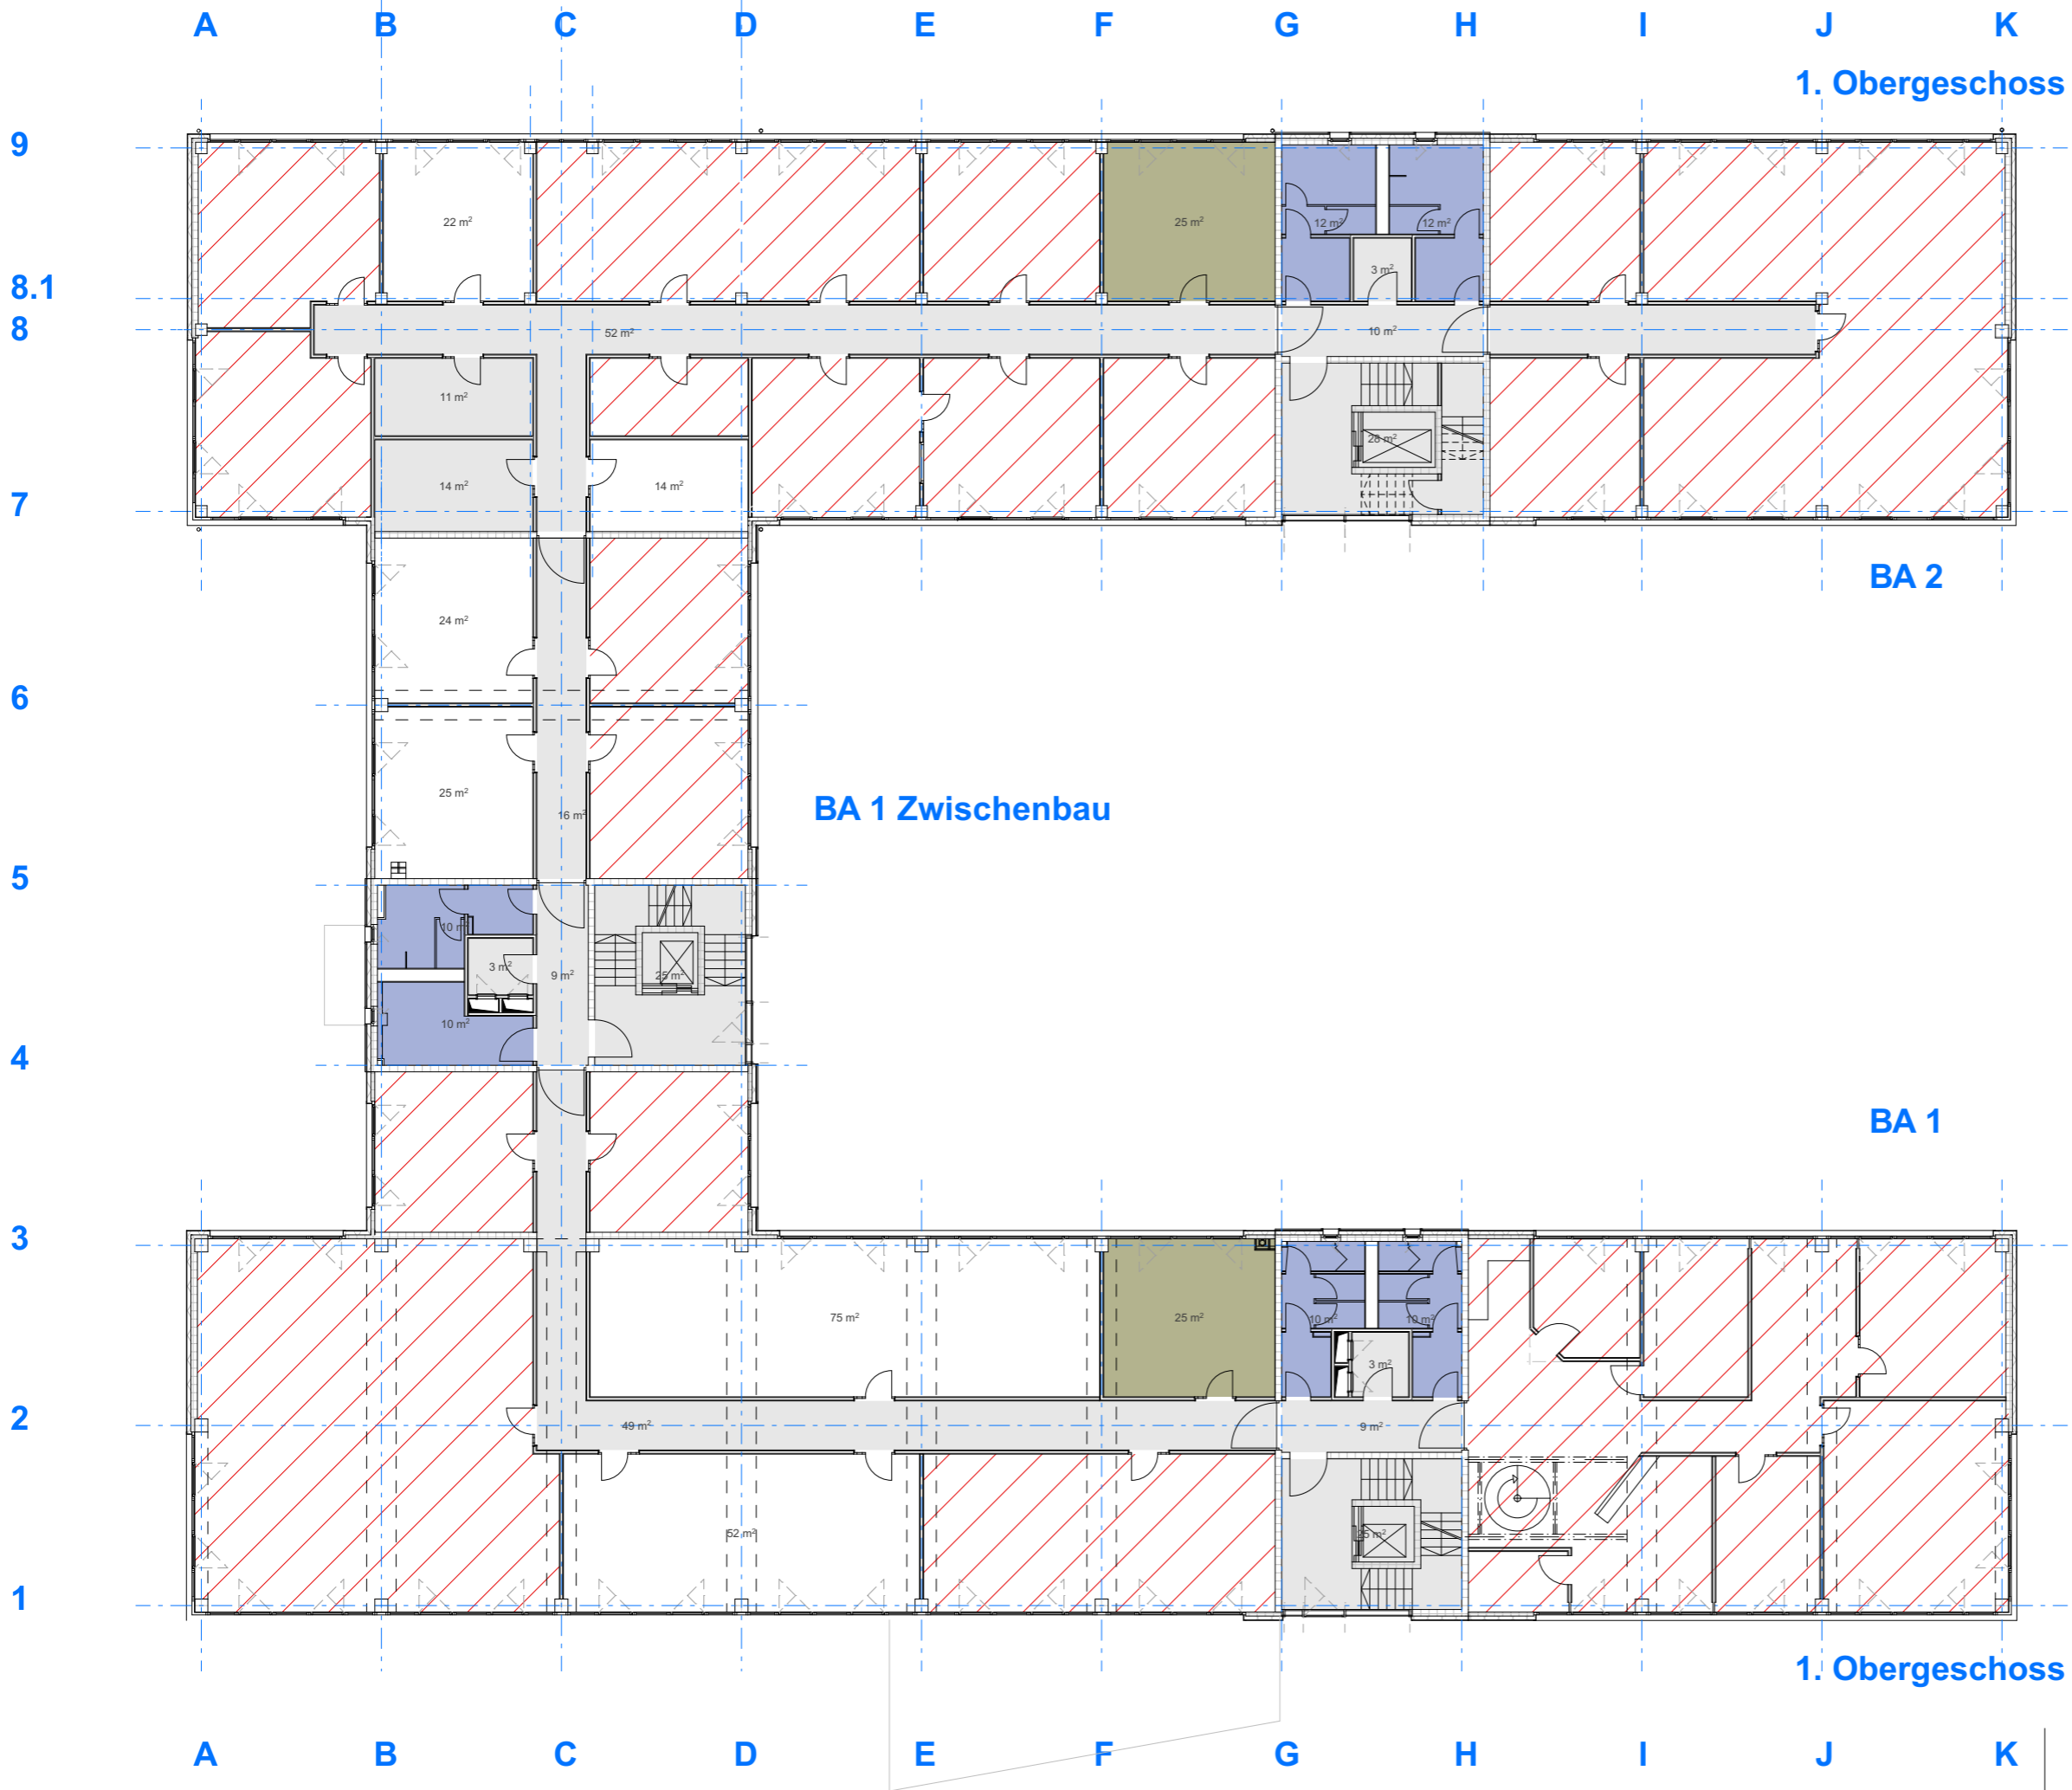 A B C D E F G H I J K
1. Obergeschoss
9
22 m²
25 m²
12 m²
12 m²
3 m²
8.1
8
52 m²
10 m²
11 m²
28 m²
14 m²
14 m²
7
BA 2
24 m²
6
25 m²
16 m²
BA 1 Zwischenbau
5
10 m²
3 m²
9 m²
25 m²
10 m²
4
BA 1
3
75 m²
25 m²
10 m²
10 m²
3 m²
2
49 m²
9 m²
52 m²
25 m²
1
1. Obergeschoss
A B C D E F G H I J K